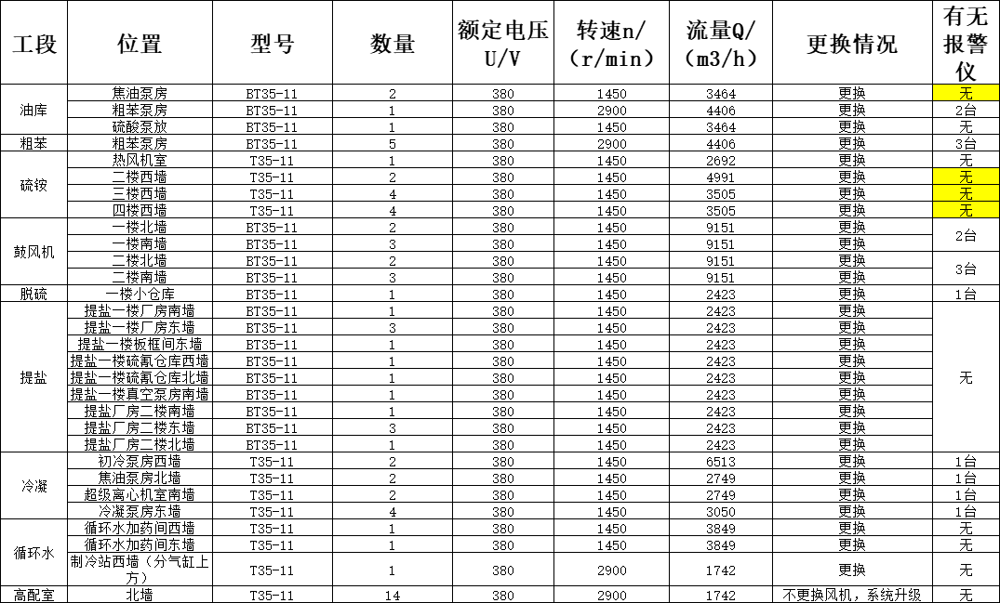 工段 位置 型号 数量 额定电压U/V 转速n/（r/min） 流量Q/（m3/h） 更换情况 有无报警仪
油库 焦油泵房 BT35-11 2 380 1450 3464 更换 无
粗苯泵房 BT35-11 1 380 2900 4406 更换 2台
硫酸泵放 BT35-11 1 380 1450 3464 更换 无
粗苯 粗苯泵房 BT35-11 5 380 2900 4406 更换 3台
硫铵 热风机室 T35-11 1 380 1450 2692 更换 无
二楼西墙 T35-11 2 380 1450 4991 更换 无
三楼西墙 T35-11 4 380 1450 3505 更换 无
四楼西墙 T35-11 4 380 1450 3505 更换 无
鼓风机 一楼北墙 BT35-11 2 380 1450 9151 更换 2台
一楼南墙 BT35-11 3 380 1450 9151 更换
二楼北墙 BT35-11 2 380 1450 9151 更换 3台
二楼南墙 BT35-11 3 380 1450 9151 更换
脱硫 一楼小仓库 BT35-11 1 380 1450 2423 更换 1台
提盐 提盐一楼厂房南墙 BT35-11 1 380 1450 2423 更换 无
提盐一楼厂房东墙 BT35-11 3 380 1450 2423 更换
提盐一楼板框间东墙 BT35-11 1 380 1450 2423 更换
提盐一楼硫氰仓库西墙 BT35-11 1 380 1450 2423 更换
提盐一楼硫氰仓库北墙 BT35-11 1 380 1450 2423 更换
提盐一楼真空泵房南墙 BT35-11 1 380 1450 2423 更换
提盐厂房二楼南墙 BT35-11 1 380 1450 2423 更换
提盐厂房二楼东墙 BT35-11 3 380 1450 2423 更换
提盐厂房二楼北墙 BT35-11 1 380 1450 2423 更换
冷凝 初冷泵房西墙 T35-11 2 380 1450 6513 更换 1台
焦油泵房北墙 T35-11 2 380 1450 2749 更换 1台
超级离心机室南墙 T35-11 2 380 1450 2749 更换 1台
冷凝泵房东墙 T35-11 4 380 1450 3050 更换 1台
循环水 循环水加药间西墙 T35-11 1 380 1450 3849 更换 无
循环水加药间东墙 T35-11 1 380 1450 3849 更换 无
制冷站西墙（分气缸上方） T35-11 1 380 2900 1742 更换 无
高配室 北墙 T35-11 14 380 2900 1742 不更换风机，系统升级 无